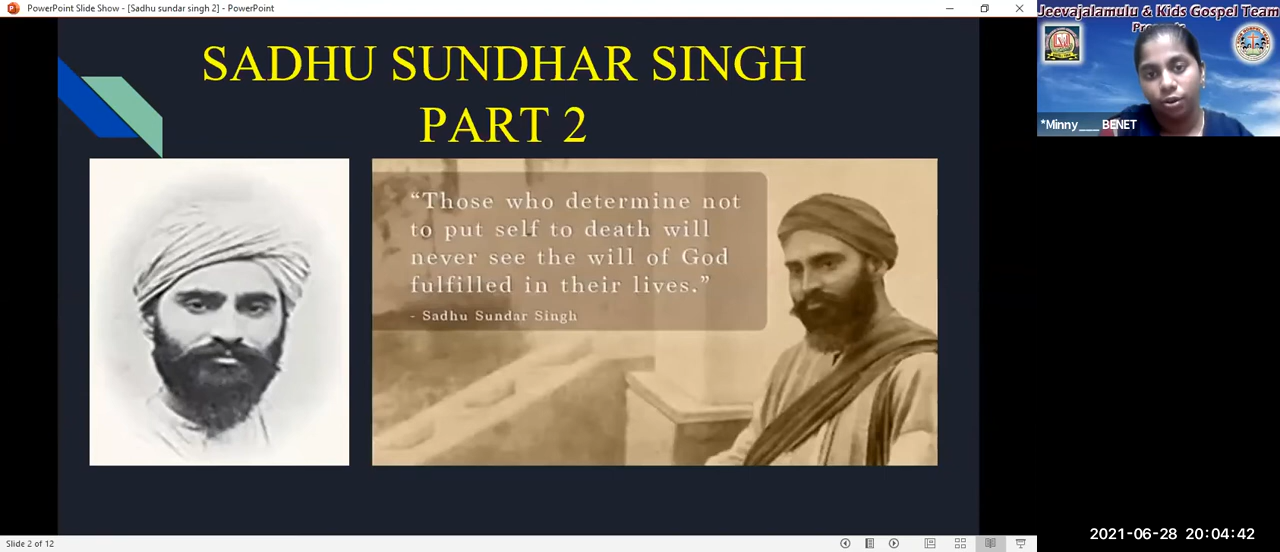 PowerPoint Slide Show - [Sadhu sundar singh 2] - PowerPoint
SADHU SUNDHAR SINGH
PART 2
“Those who determine not
to put self to death will
never see the will of God
fulfilled in their lives.”
- Sadhu Sundar Singh
Jeevajalamulu & Kids Gospel Team
*Minny___ BENET
Slide 2 of 12
2021-06-28 20:04:42